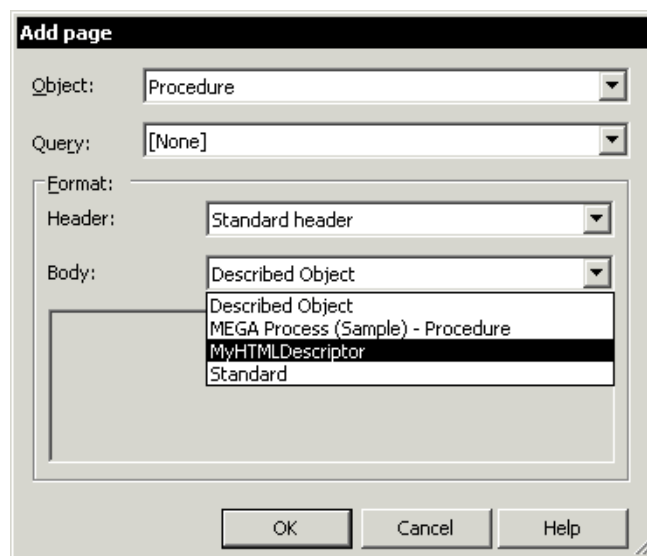 Add page
Object: Procedure
Query: [None]
Format:
Header: Standard header
Body: Described Object
Described Object
MEGA Process (Sample) - Procedure
MyHTMLDescriptor
Standard
OK Cancel Help